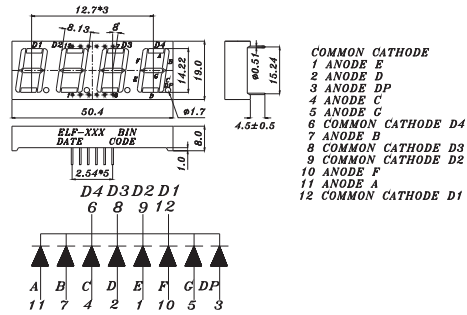 12.7*3
8.13
8
D1 D2 D3 D4
A
F
B
G
E
C
D
14.22
19.0
50.4
φ1.7
φ0.51
15.24
4.5±0.5
ELF-XXX BIN
DATE CODE
8.0
1.0
2.54*5
D4 D3 D2 D1
6 8 9 12
A B C D E F G DP
11 7 4 2 1 10 5 3
COMMON CATHODE
1 ANODE E
2 ANODE D
3 ANODE DP
4 ANODE C
5 ANODE G
6 COMMON CATHODE D4
7 ANODE B
8 COMMON CATHODE D3
9 COMMON CATHODE D2
10 ANODE F
11 ANODE A
12 COMMON CATHODE D1